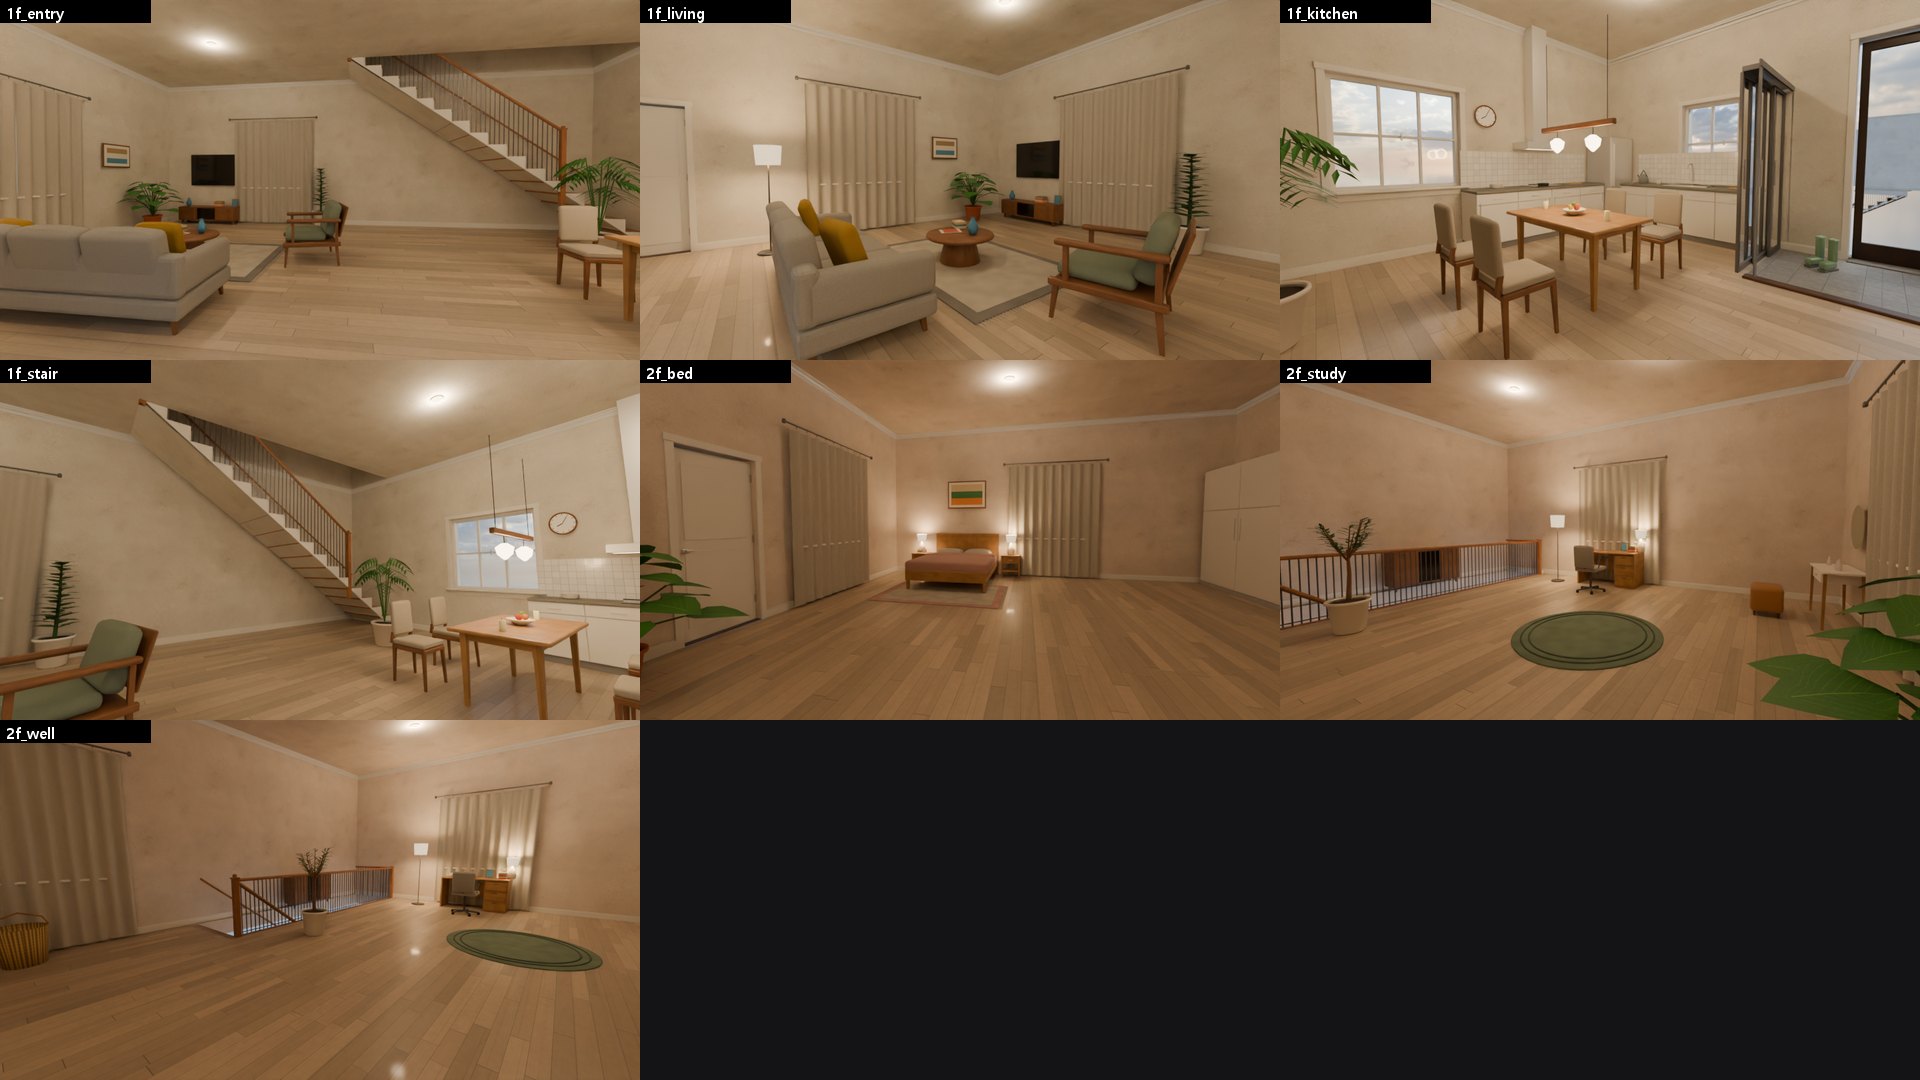 1f_entry
1f_living
1f_kitchen
1f_stair
2f_bed
2f_study
2f_well